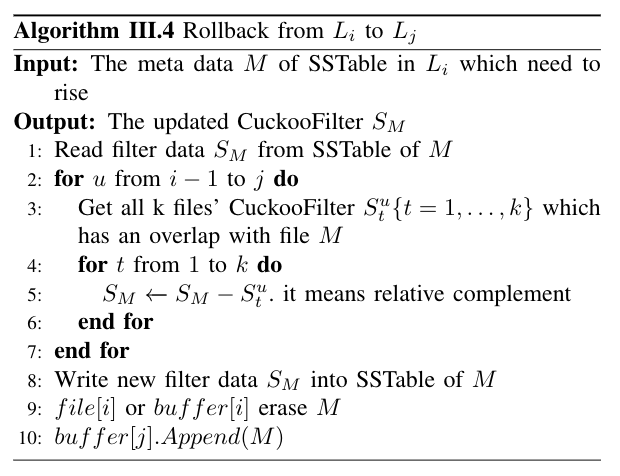 Algorithm III.4 Rollback from L_i to L_j
Input: The meta data M of SSTable in L_i which need to
rise
Output: The updated CuckooFilter S_M
1: Read filter data S_M from SSTable of M
2: for u from i − 1 to j do
3: Get all k files' CuckooFilter S_t^u{t = 1, . . . , k} which
has an overlap with file M
4: for t from 1 to k do
5: S_M ← S_M − S_t^u. it means relative complement
6: end for
7: end for
8: Write new filter data S_M into SSTable of M
9: file[i] or buffer[i] erase M
10: buffer[j].Append(M)